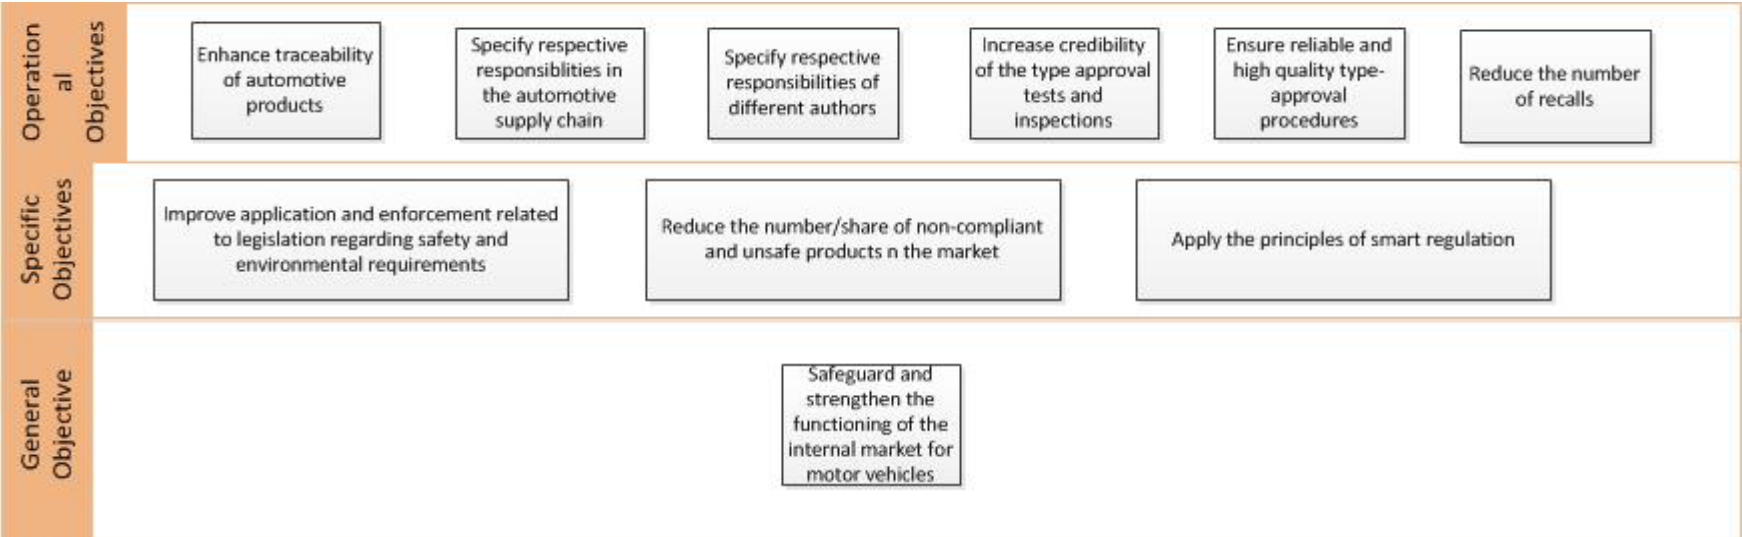 Operation
al
Objectives
Enhance traceability
of automotive
products
Specify respective
responsiblities in
the automotive
supply chain
Specify respective
responsibilities of
different authors
Increase credibility
of the type approval
tests and
inspections
Ensure reliable and
high quality type-
approval
procedures
Reduce the number
of recalls
Specific
Objectives
Improve application and enforcement related
to legislation regarding safety and
environmental requirements
Reduce the number/share of non-compliant
and unsafe products n the market
Apply the principles of smart regulation
General
Objective
Safeguard and
strengthen the
functioning of the
internal market for
motor vehicles